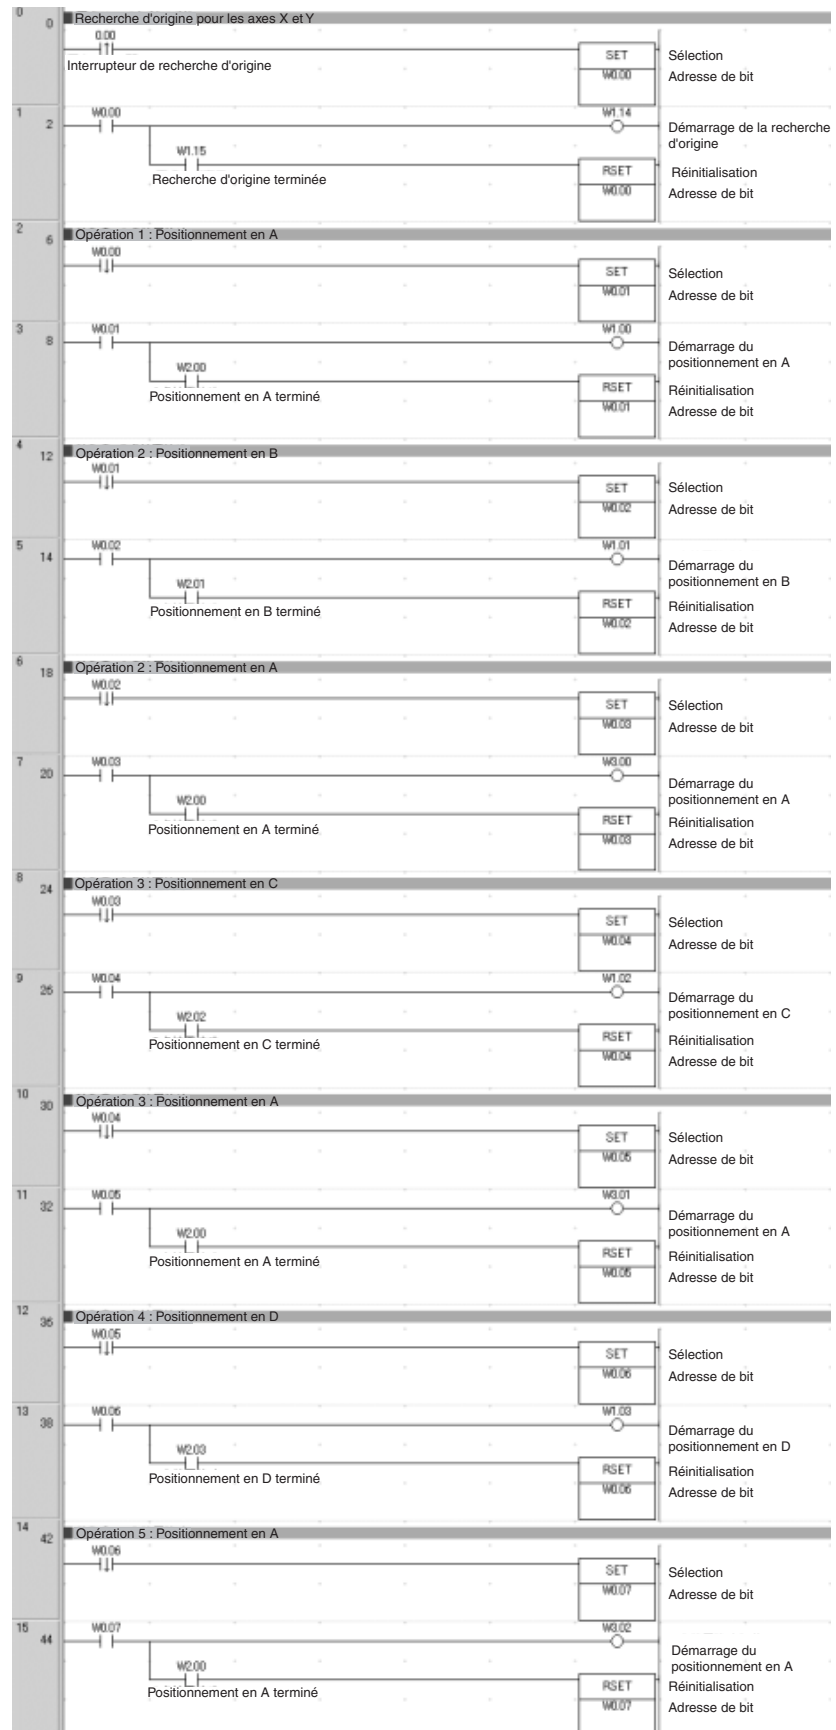 0 0 Recherche d'origine pour les axes X et Y
0.00
SET Sélection
Interrupteur de recherche d'origine
W0.00 Adresse de bit
1 2 W0.00 W1.14
Démarrage de la recherche
d'origine
W1.15
RSET Réinitialisation
Recherche d'origine terminée
W0.00 Adresse de bit
2 6 Opération 1 : Positionnement en A
W0.00
SET Sélection
W0.01 Adresse de bit
3 8 W0.01 W1.00
Démarrage du
positionnement en A
W2.00
RSET Réinitialisation
Positionnement en A terminé
W0.01 Adresse de bit
4 12 Opération 2 : Positionnement en B
W0.01
SET Sélection
W0.02 Adresse de bit
5 14 W0.02 W1.01
Démarrage du
positionnement en B
W2.01
RSET Réinitialisation
Positionnement en B terminé
W0.02 Adresse de bit
6 18 Opération 2 : Positionnement en A
W0.02
SET Sélection
W0.03 Adresse de bit
7 20 W0.03 W3.00
Démarrage du
positionnement en A
W2.00
RSET Réinitialisation
Positionnement en A terminé
W0.03 Adresse de bit
8 24 Opération 3 : Positionnement en C
W0.03
SET Sélection
W0.04 Adresse de bit
9 26 W0.04 W1.02
Démarrage du
positionnement en C
W2.02
RSET Réinitialisation
Positionnement en C terminé
W0.04 Adresse de bit
10 30 Opération 3 : Positionnement en A
W0.04
SET Sélection
W0.05 Adresse de bit
11 32 W0.05 W3.01
Démarrage du
positionnement en A
W2.00
RSET Réinitialisation
Positionnement en A terminé
W0.05 Adresse de bit
12 36 Opération 4 : Positionnement en D
W0.05
SET Sélection
W0.06 Adresse de bit
13 38 W0.06 W1.03
Démarrage du
positionnement en D
W2.03
RSET Réinitialisation
Positionnement en D terminé
W0.06 Adresse de bit
14 42 Opération 5 : Positionnement en A
W0.06
SET Sélection
W0.07 Adresse de bit
15 44 W0.07 W3.02
Démarrage du
positionnement en A
W2.00
RSET Réinitialisation
Positionnement en A terminé
W0.07 Adresse de bit